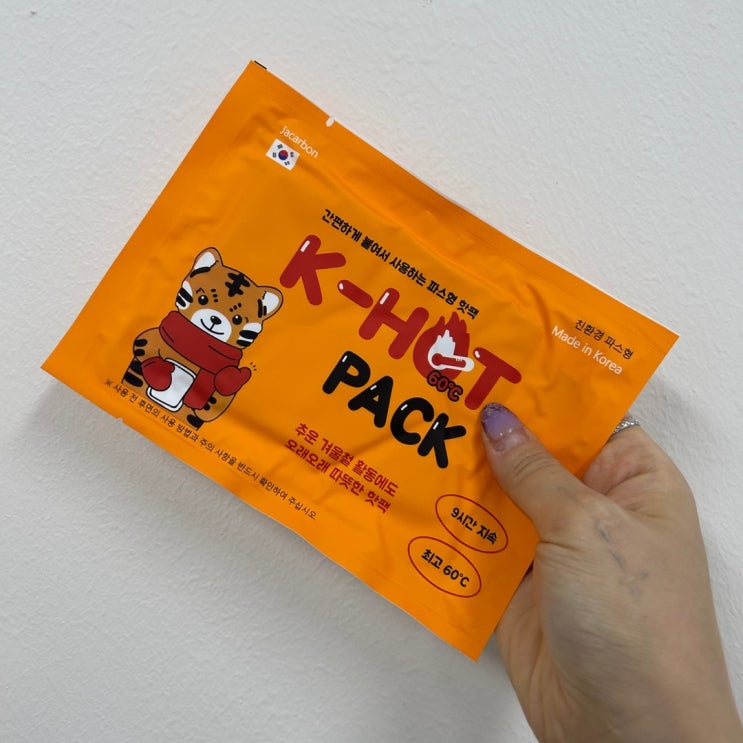 Jacarbon
간편하게 붙여서 사용하는 파스형 핫팩
K-HOT
60℃
PACK
친환경 파스형
Made in Korea
추운 겨울철 활동에도
오래오래 따뜻한 핫팩
9시간 지속
최고 60℃
※ 사용 전 후면의 사용 방법과 주의 사항을 반드시 확인하여 주십시오.